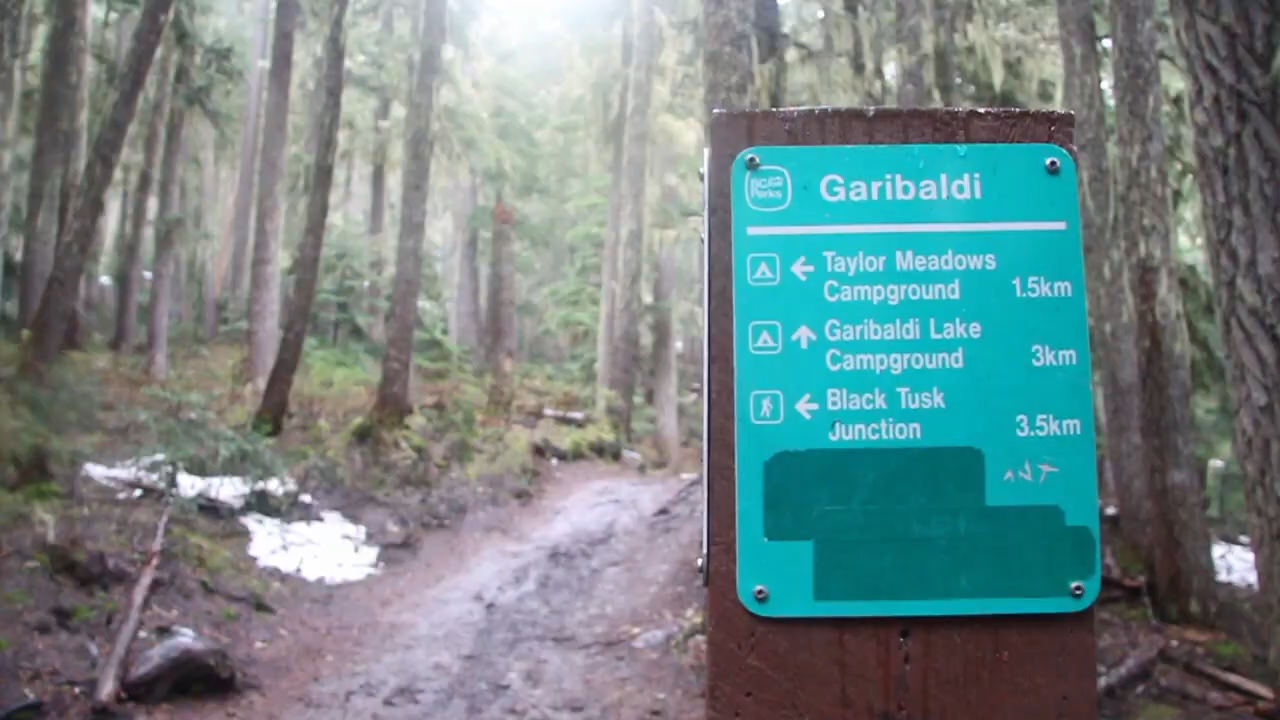 BC Parks
Garibaldi
Taylor Meadows
Campground 1.5km
Garibaldi Lake
Campground 3km
Black Tusk
Junction 3.5km